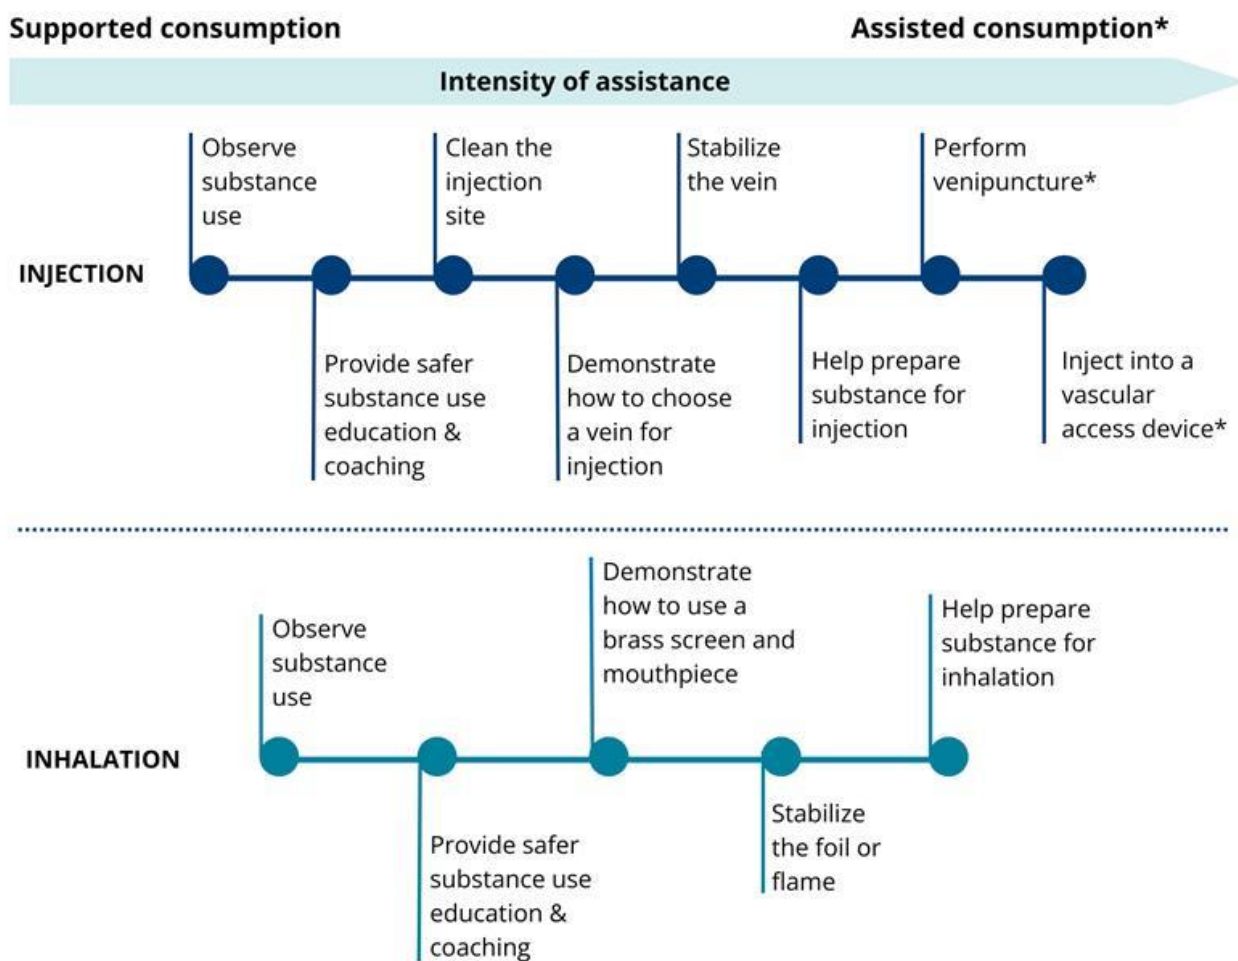 Supported consumption
Assisted consumption*
Intensity of assistance
Observe
substance
use
Clean the
injection
site
Stabilize
the vein
Perform
venipuncture*
INJECTION
Provide safer
substance use
education &
coaching
Demonstrate
how to choose
a vein for
injection
Help prepare
substance for
injection
Inject into a
vascular
access device*
Observe
substance
use
Demonstrate
how to use a
brass screen and
mouthpiece
Help prepare
substance for
inhalation
INHALATION
Provide safer
substance use
education &
coaching
Stabilize
the foil or
flame